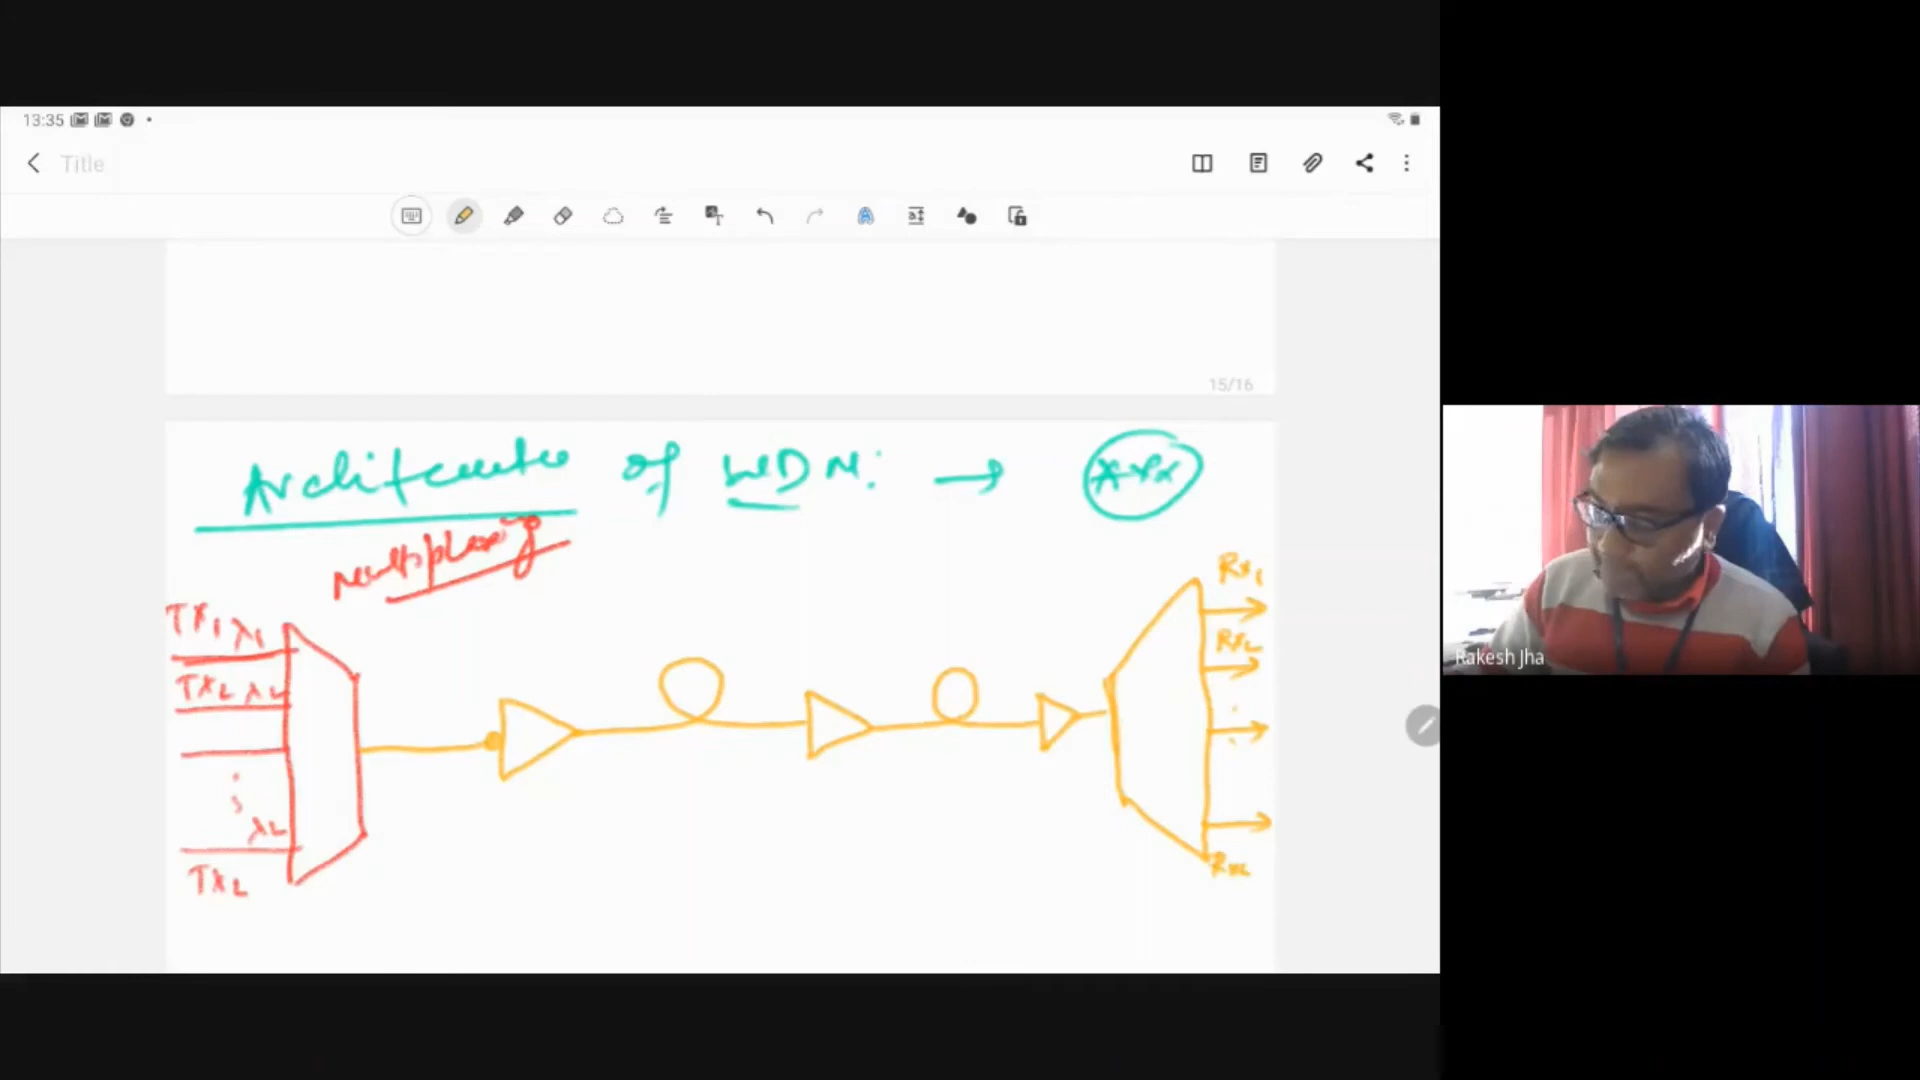 13:35
Title
15/16
Architecuter of WDM: → ***
Multiplexing
TX1 λ1
TX2 λ2
λL
TXL
Rx1
Rx2
RxL
Rakesh Jha